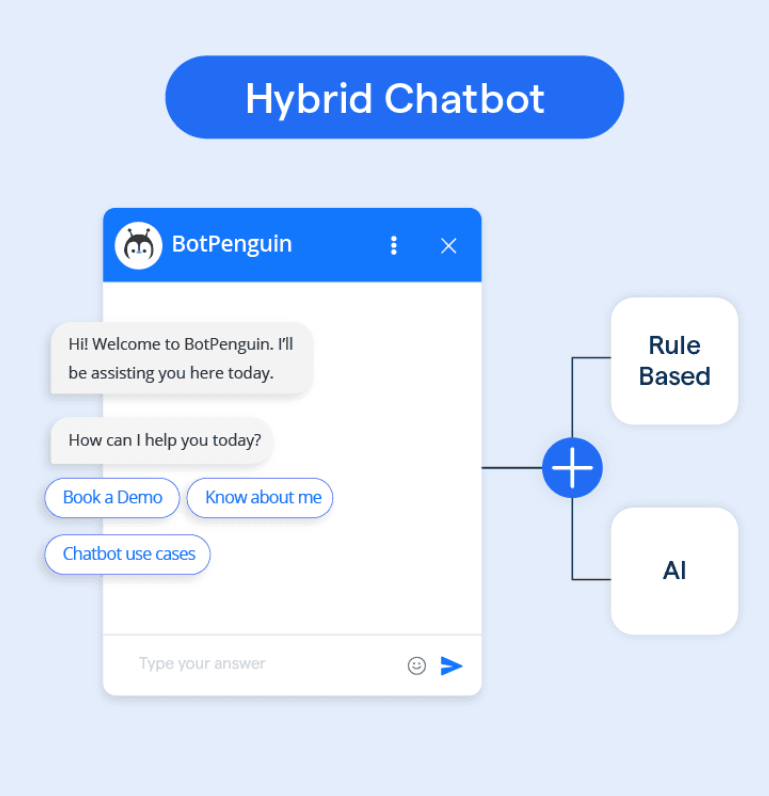 Hybrid Chatbot
BotPenguin
Hi! Welcome to BotPenguin. I'll
be assisting you here today.
How can I help you today?
Book a Demo
Know about me
Chatbot use cases
Type your answer
Rule
Based
AI